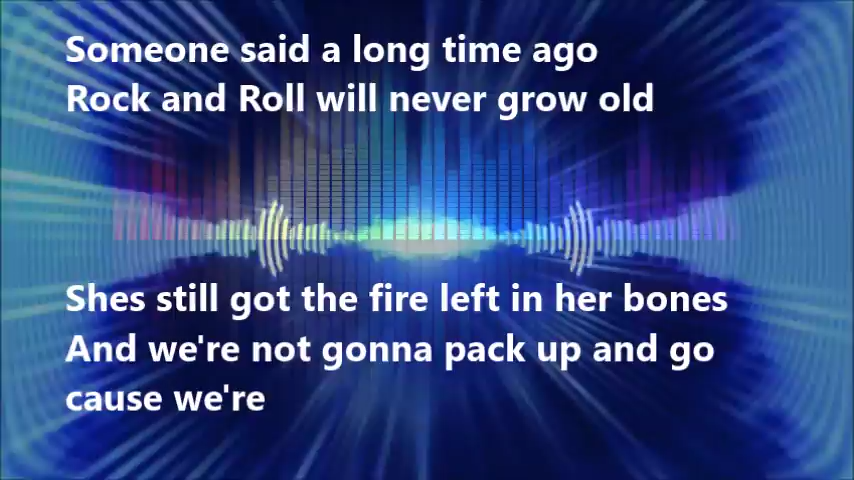 Someone said a long time ago
Rock and Roll will never grow old
Shes still got the fire left in her bones
And we're not gonna pack up and go
cause we're